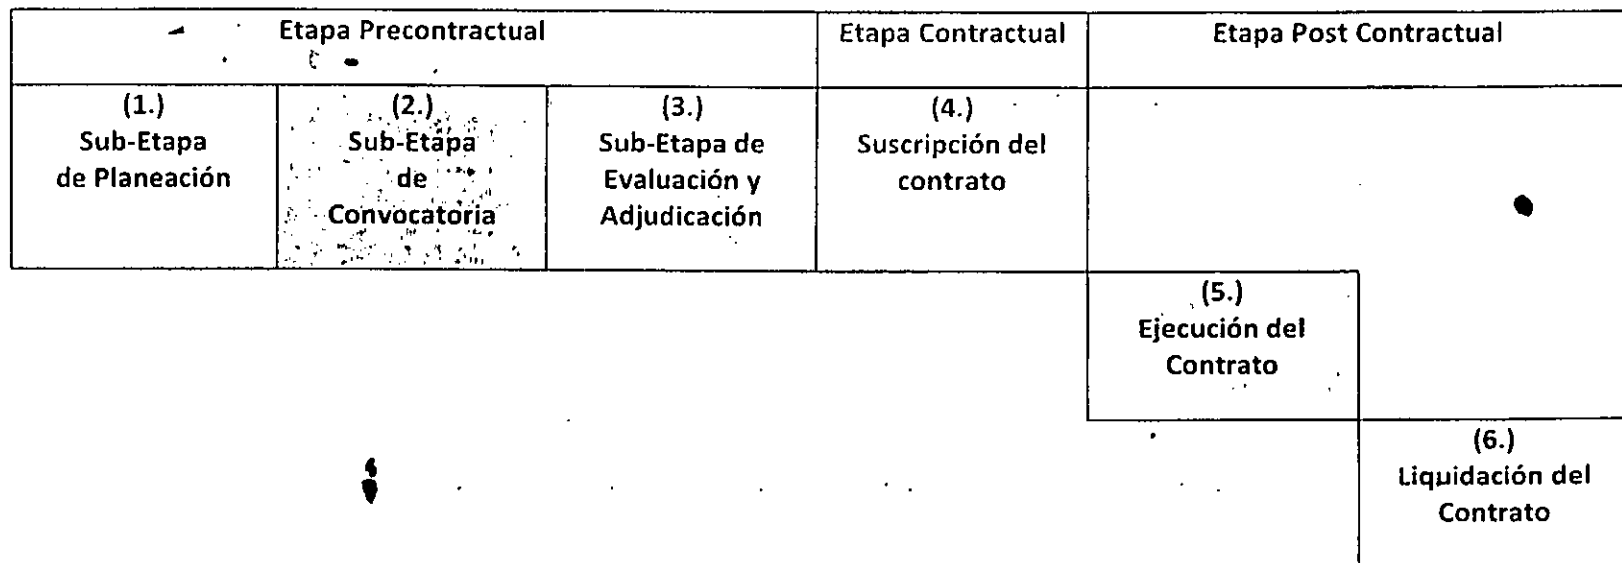 Etapa Precontractual
Etapa Contractual
Etapa Post Contractual
(1.)
Sub-Etapa
de Planeación
(2.)
Sub-Etapa
de
Convocatoria
(3.)
Sub-Etapa de
Evaluación y
Adjudicación
(4.)
Suscripción del
contrato
(5.)
Ejecución del
Contrato
(6.)
Liquidación del
Contrato